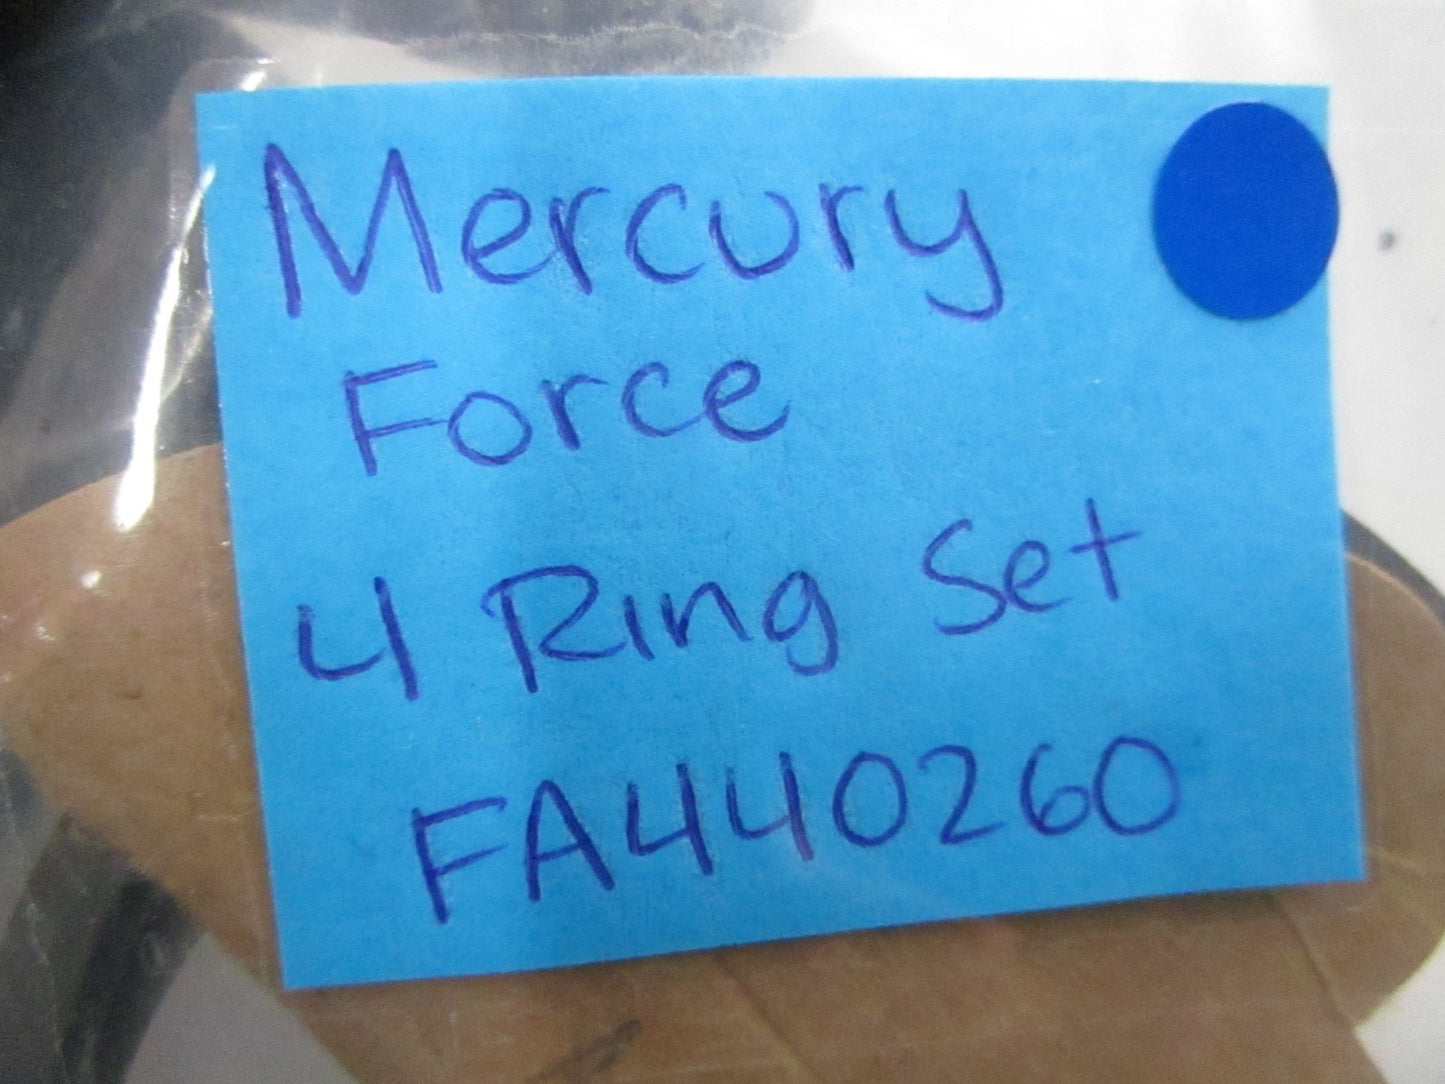 Mercury
Force
4 Ring Set
FA440260